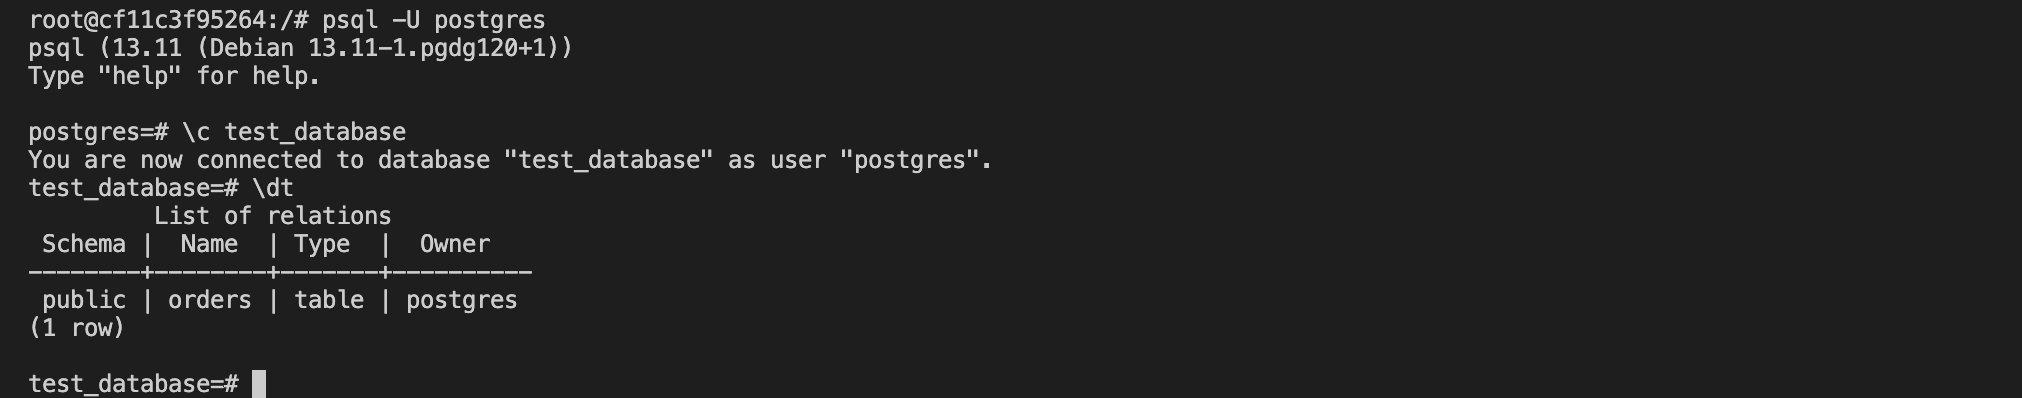 root@cf11c3f95264:/# psql -U postgres
psql (13.11 (Debian 13.11-1.pgdg120+1))
Type "help" for help.
postgres=# \c test_database
You are now connected to database "test_database" as user "postgres".
test_database=# \dt
         List of relations
 Schema |  Name  | Type  |  Owner
--------+--------+-------+----------
 public | orders | table | postgres
(1 row)
test_database=#